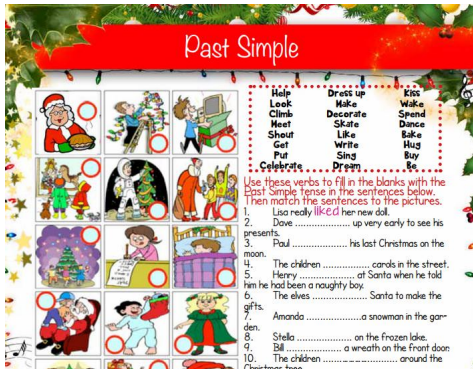 Past Simple
Help Dress up Kiss
Look Make Wake
Climb Decorate Spend
Meet Skate Dance
Shout Like Bake
Get Write Hug
Put Sing Buy
Celebrate Dream Be
Use these verbs to fill in the blanks with the
Past Simple tense in the sentences below.
Then match the sentences to the pictures.
1. Lisa really liked her new doll.
2. Dave .................. up very early to see his
presents.
3. Paul .................. his last Christmas on the
moon.
4. The children ................ carols in the street.
5. Henry .................. at Santa when he told
him he had been a naughty boy.
6. The elves .................. Santa to make the
gifts.
7. Amanda ..................a snowman in the gar-
den.
8. Stella .................. on the frozen lake.
9. Bill .................. a wreath on the front door.
10. The children ........................ around the
Christmas tree.